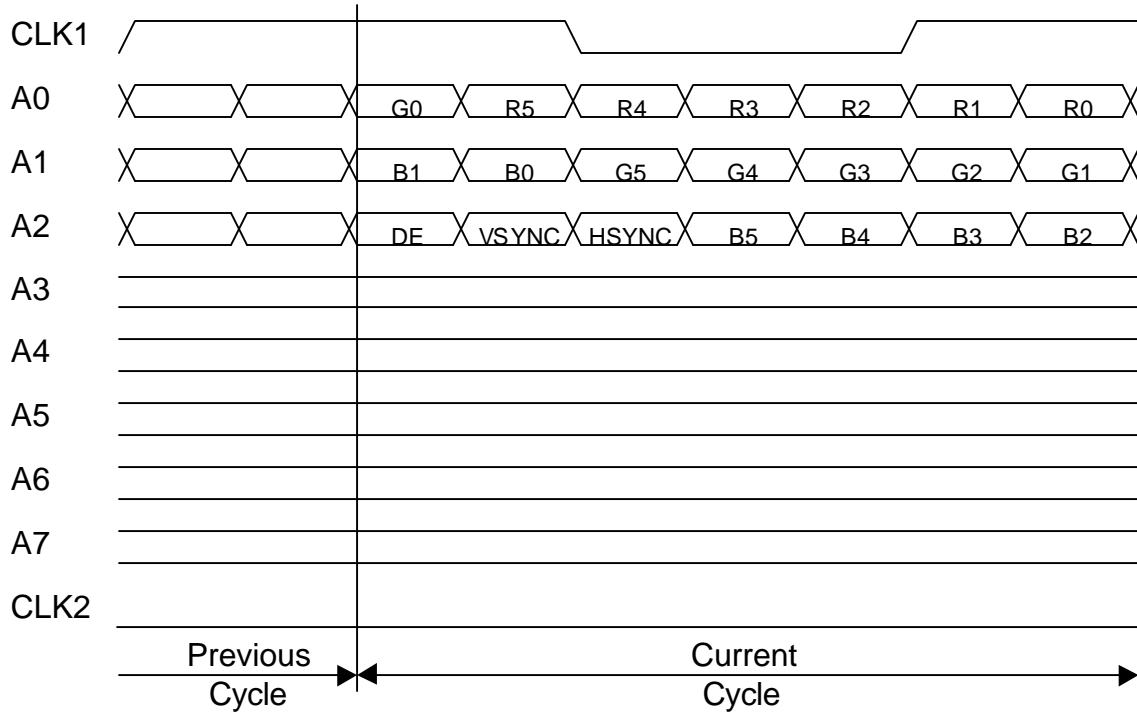 CLK1
A0 G0 R5 R4 R3 R2 R1 R0
A1 B1 B0 G5 G4 G3 G2 G1
A2 DE VSYNC HSYNC B5 B4 B3 B2
A3
A4
A5
A6
A7
CLK2
Previous Current
Cycle Cycle